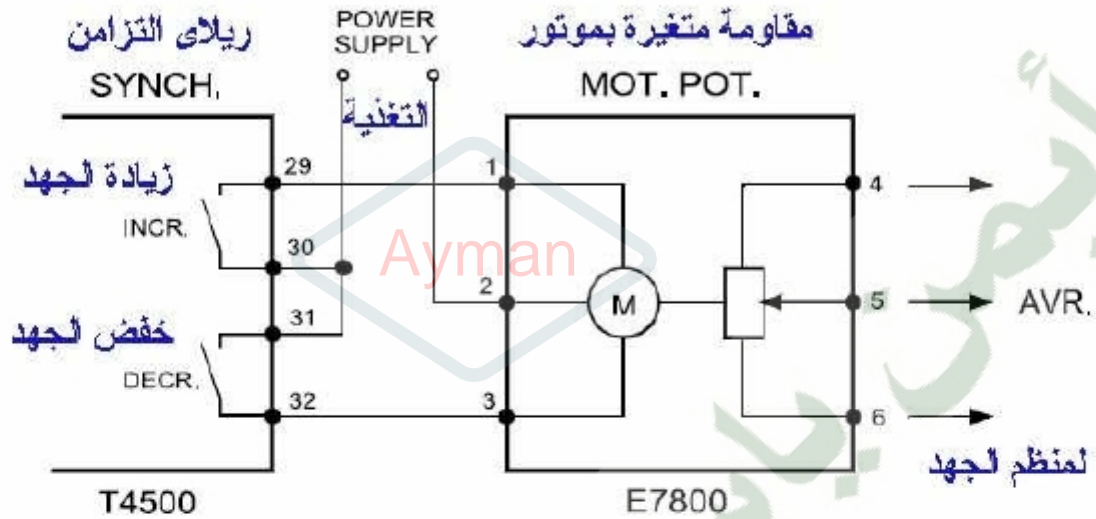 ريلاى التزامن
POWER SUPPLY
مقاومة متغيرة بموتور
SYNCH.
التغذية
MOT. POT.
زيادة الجهد
29
1
4
INCR.
30
Ayman
2
M
5
AVR.
خفض الجهد
31
DECR.
32
3
6
لمنظم الجهد
T4500
E7800
أيمن